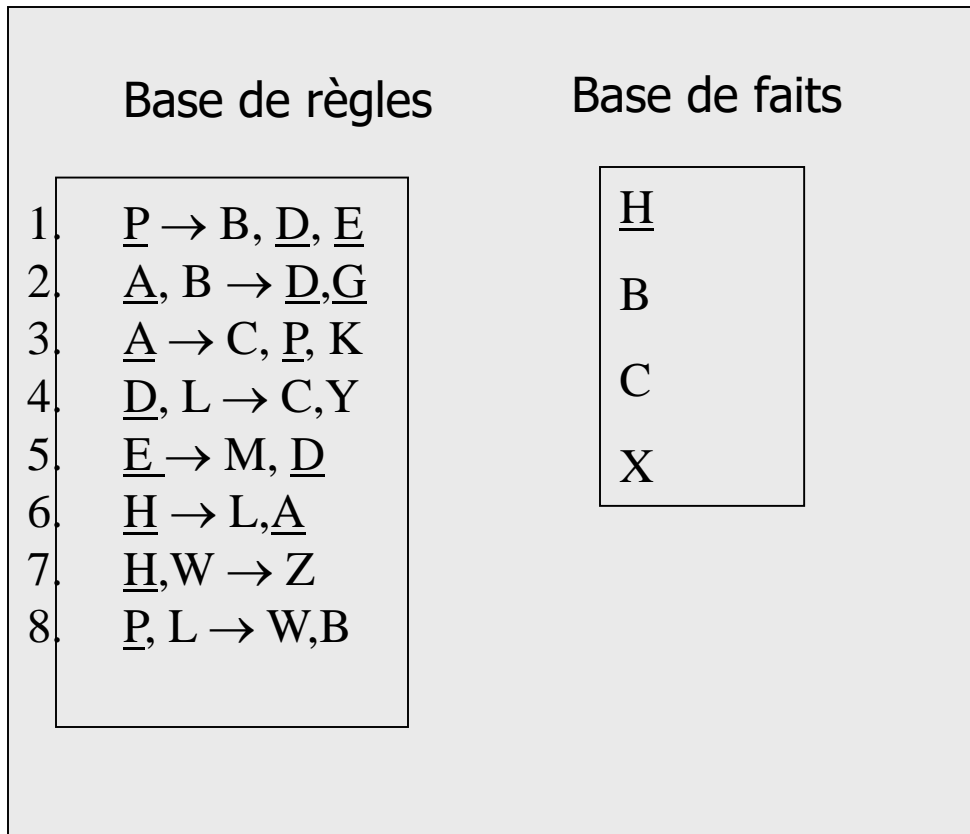 Base de règles
1. P → B, D, E
2. A, B → D,G
3. A → C, P, K
4. D, L → C,Y
5. E → M, D
6. H → L,A
7. H,W → Z
8. P, L → W,B
Base de faits
H
B
C
X